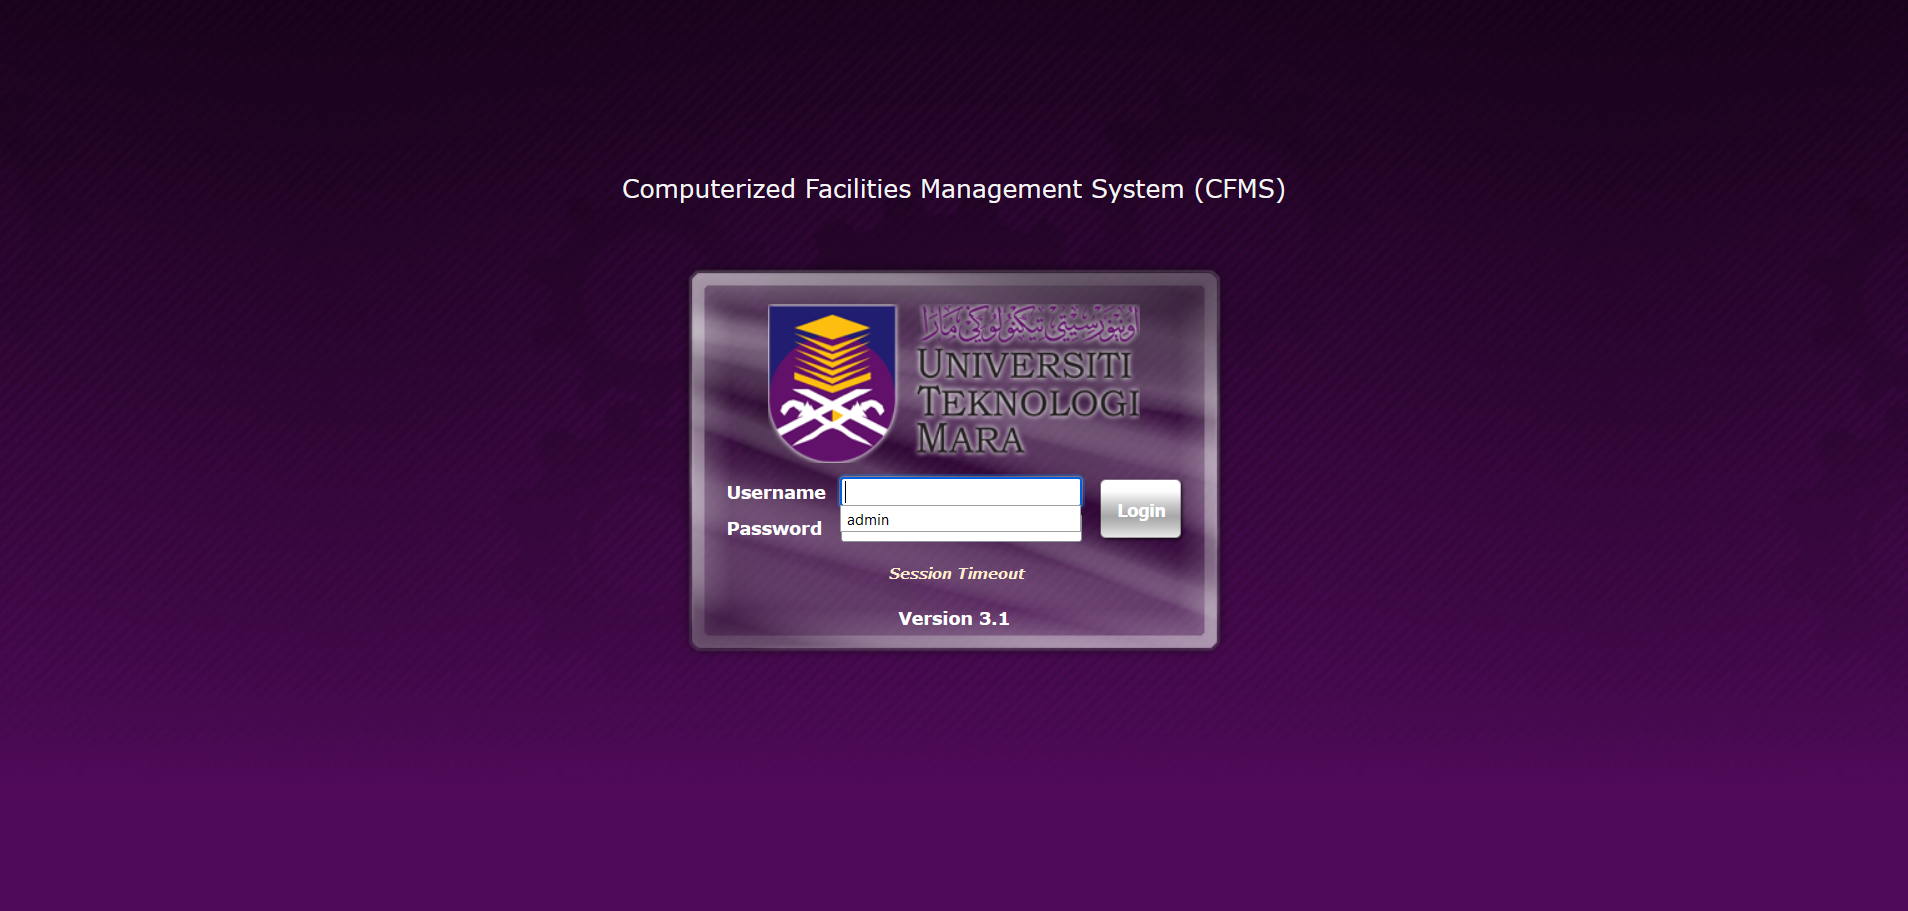 Computerized Facilities Management System (CFMS)
اونيۏرسيتي تيكنولوڬي مارا
UNIVERSITI
TEKNOLOGI
MARA
Username
admin
Password
Login
Session Timeout
Version 3.1